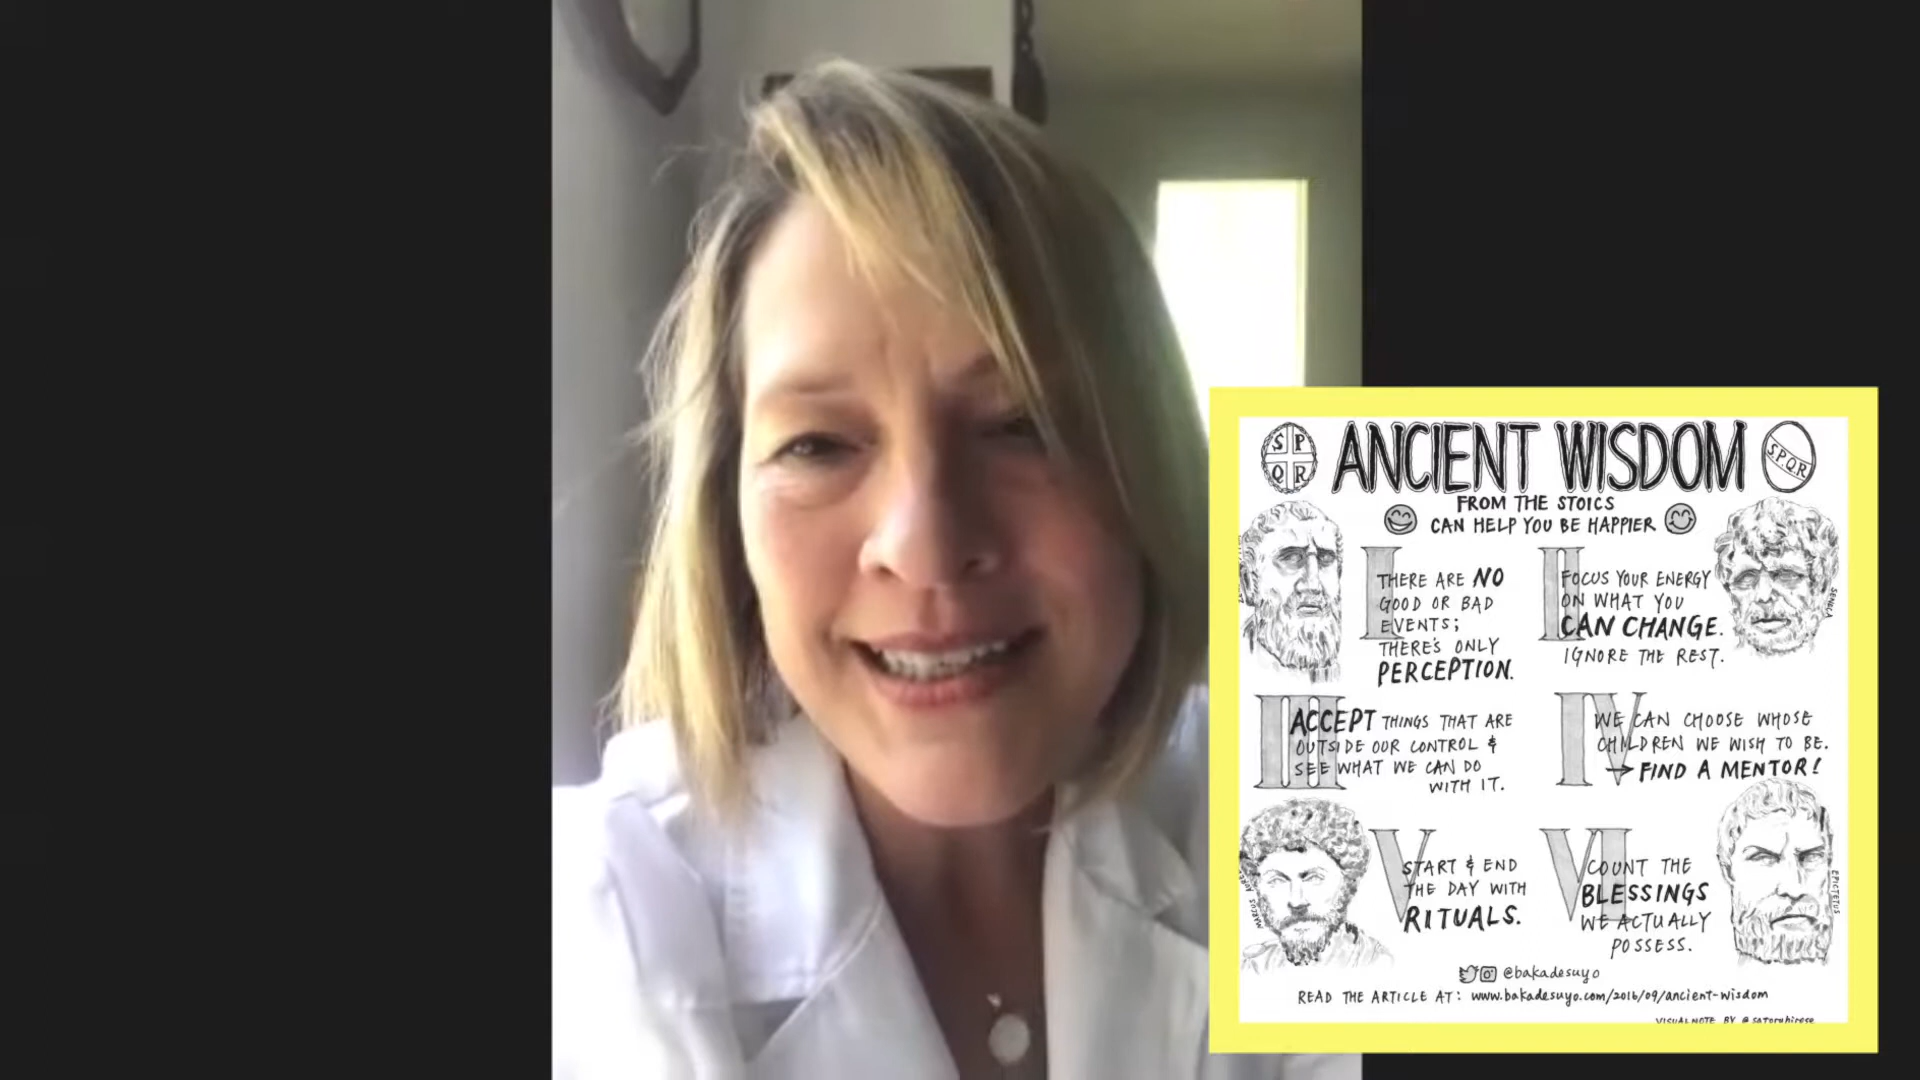 S P Q R
ANCIENT WISDOM
S.P.Q.R
FROM THE STOICS
CAN HELP YOU BE HAPPIER
I
THERE ARE NO
GOOD OR BAD
EVENTS;
THERE'S ONLY
PERCEPTION.
II
FOCUS YOUR ENERGY
ON WHAT YOU
CAN CHANGE.
IGNORE THE REST.
SENECA
III
ACCEPT THINGS THAT ARE
OUTSIDE OUR CONTROL &
SEE WHAT WE CAN DO
WITH IT.
IV
WE CAN CHOOSE WHOSE
CHILDREN WE WISH TO BE.
→ FIND A MENTOR!
MARCUS
V
START & END
THE DAY WITH
RITUALS.
VI
COUNT THE
BLESSINGS
WE ACTUALLY
POSSESS.
EPICTETUS
@bakadesuyo
READ THE ARTICLE AT: www.bakadesuyo.com/2016/09/ancient-wisdom
VISUAL NOTE BY